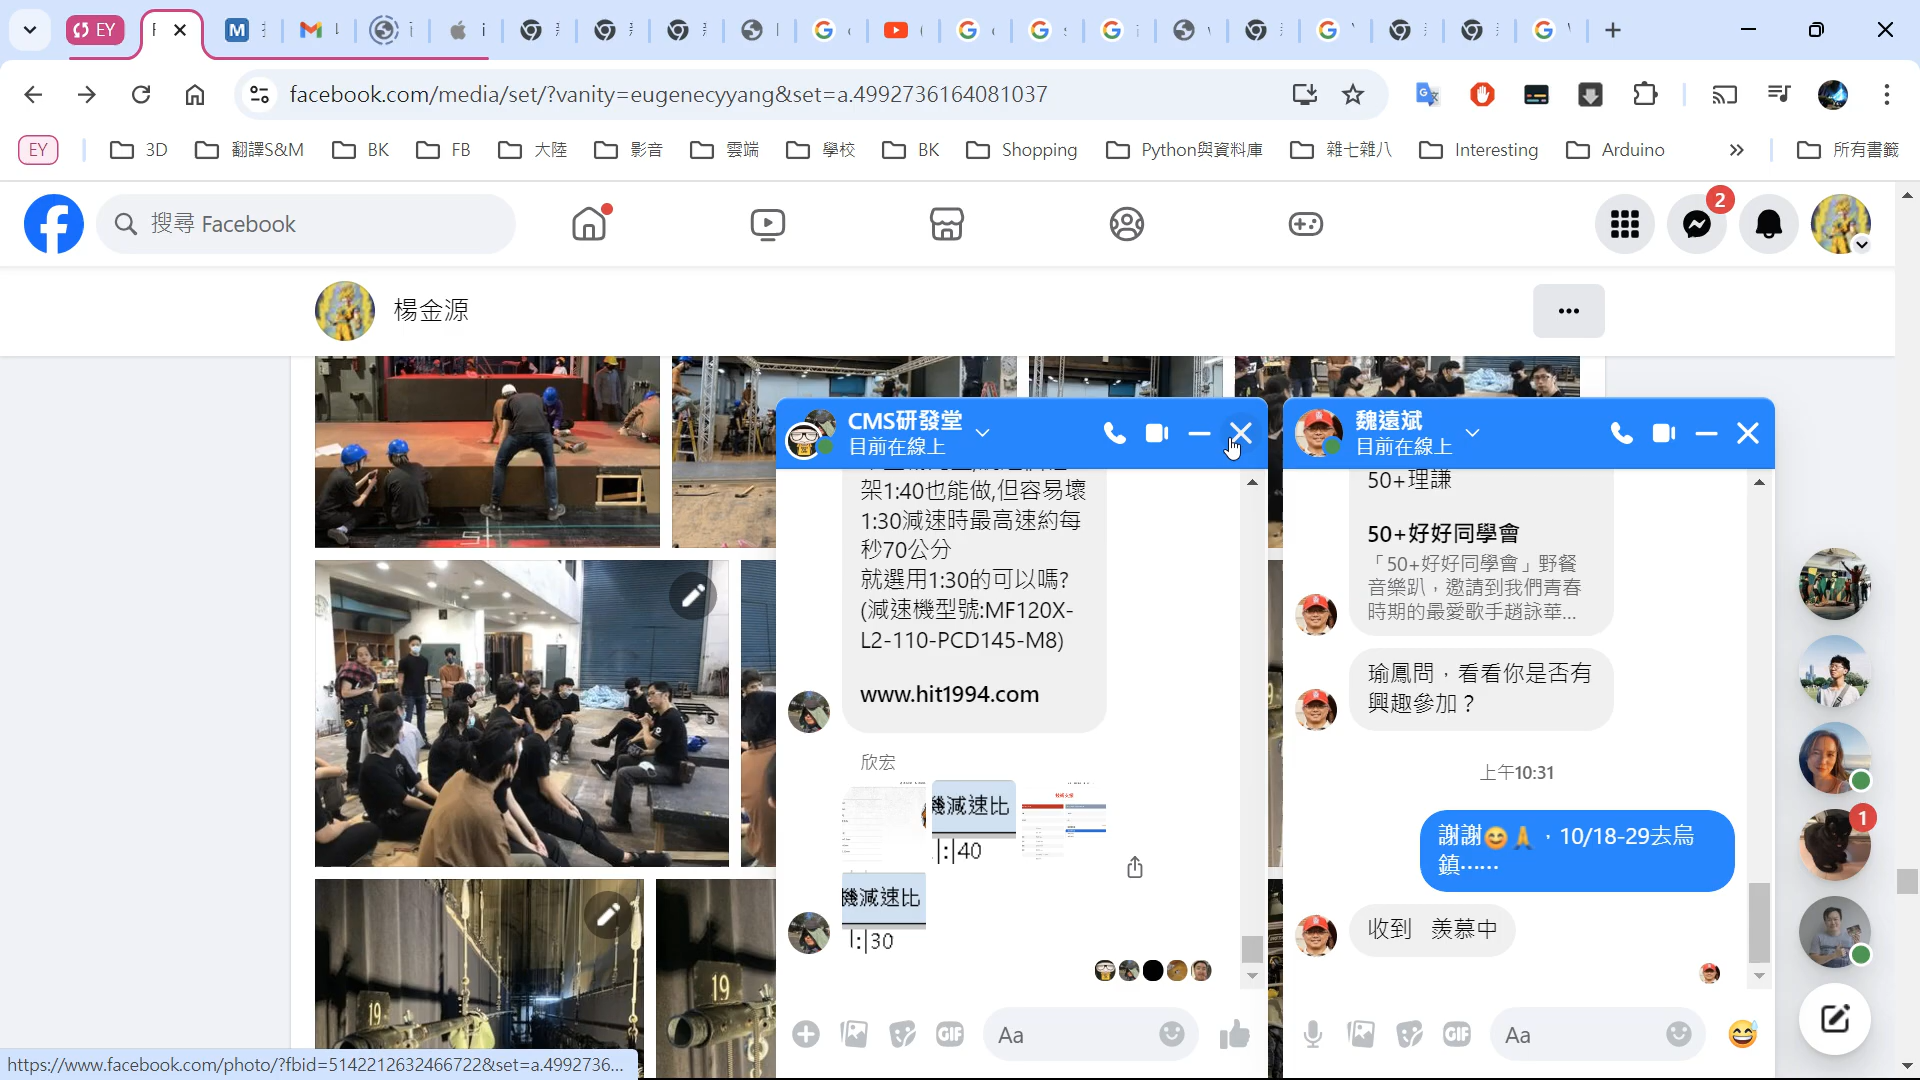 EY
facebook.com/media/set/?vanity=eugenecyyang&set=a.4992736164081037
EY
3D
翻譯S&M
BK
FB
大陸
影音
雲端
學校
BK
Shopping
Python與資料庫
雜七雜八
Interesting
Arduino
所有書籤
搜尋 Facebook
2
楊金源
CMS研發堂
目前在線上
架1:40也能做,但容易壞
1:30減速時最高速約每
秒70公分
就選用1:30的可以嗎?
(減速機型號:MF120X-
L2-110-PCD145-M8)
www.hit1994.com
欣宏
幾減速比
|:|40
幾減速比
|:|30
Aa
魏遠斌
目前在線上
50+理謙
50+好好同學會
「50+好好同學會」野餐
音樂趴，邀請到我們青春
時期的最愛歌手趙詠華...
瑜鳳問，看看你是否有
興趣參加？
上午10:31
謝謝😊🙏，10/18-29去烏
鎮⋯⋯
收到 羨慕中
Aa
1
19
19
https://www.facebook.com/photo/?fbid=514221263246672​2&set=a.4992736...